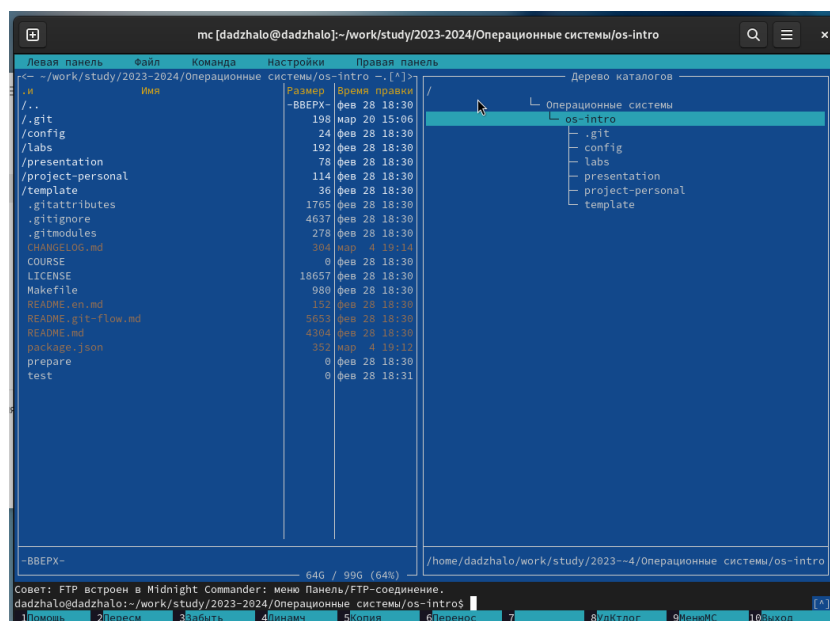 mc [dadzhalo@dadzhalo]:~/work/study/2023-2024/Операционные системы/os-intro
Левая панель Файл Команда Настройки Правая панель
<— ~/work/study/2023-2024/Операционные системы/os-intro —.[^]>
.и Имя Размер Время правки
/.. -ВВЕРХ- фев 28 18:30
/.git 198 мар 20 15:06
/config 24 фев 28 18:30
/labs 192 фев 28 18:30
/presentation 78 фев 28 18:30
/project-personal 114 фев 28 18:30
/template 36 фев 28 18:30
.gitattributes 1765 фев 28 18:30
.gitignore 4637 фев 28 18:30
.gitmodules 278 фев 28 18:30
CHANGELOG.md 304 мар 4 19:14
COURSE 0 фев 28 18:30
LICENSE 18657 фев 28 18:30
Makefile 980 фев 28 18:30
README.en.md 152 фев 28 18:30
README.git-flow.md 5653 фев 28 18:30
README.md 4304 фев 28 18:30
package.json 352 мар 4 19:12
prepare 0 фев 28 18:30
test 0 фев 28 18:31
-ВВЕРХ-
64G / 99G (64%)
Дерево каталогов
/
Операционные системы
os-intro
.git
config
labs
presentation
project-personal
template
/home/dadzhalo/work/study/2023-~4/Операционные системы/os-intro
Совет: FTP встроен в Midnight Commander: меню Панель/FTP-соединение.
dadzhalo@dadzhalo:~/work/study/2023-2024/Операционные системы/os-intro$ [^]
1Помощь 2Пересм 3Забыть 4Динамч 5Копия 6Перенос 7 8УдКтлог 9МенюMC 10Выход